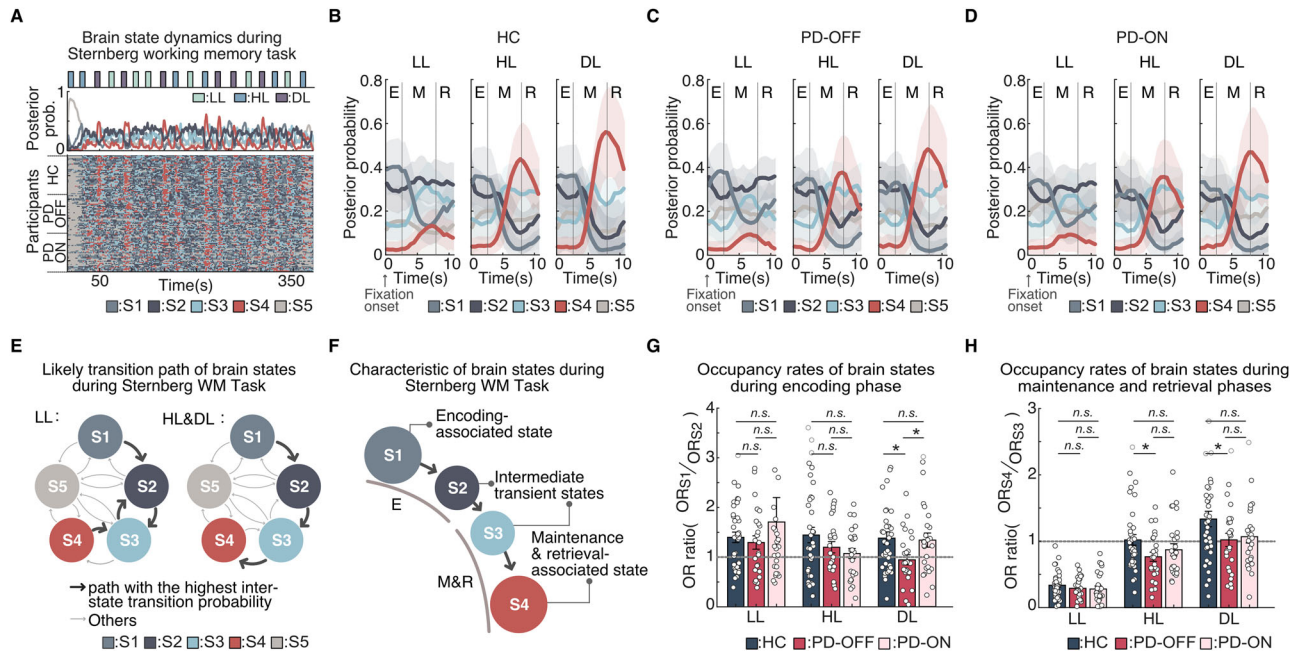 A
Brain state dynamics during
Sternberg working memory task
:LL :HL :DL
Posterior
prob.
1
0
Participants
HC
PD
OFF
PD
ON
50 350
Time(s)
:S1 :S2 :S3 :S4 :S5
B
HC
LL HL DL
E M R E M R E M R
Posterior probability
0.8
0.6
0.4
0.2
0
0 5 10 0 5 10 0 5 10
Time(s) Time(s) Time(s)
Fixation
onset
:S1 :S2 :S3 :S4 :S5
C
PD-OFF
LL HL DL
E M R E M R E M R
Posterior probability
0.8
0.6
0.4
0.2
0
0 5 10 0 5 10 0 5 10
Time(s) Time(s) Time(s)
Fixation
onset
:S1 :S2 :S3 :S4 :S5
D
PD-ON
LL HL DL
E M R E M R E M R
Posterior probability
0.8
0.6
0.4
0.2
0
0 5 10 0 5 10 0 5 10
Time(s) Time(s) Time(s)
Fixation
onset
:S1 :S2 :S3 :S4 :S5
E
Likely transition path of brain states
during Sternberg WM Task
LL : HL&DL :
S1 S1
S5 S2 S5 S2
S4 S3 S4 S3
path with the highest inter-
state transition probability
Others
:S1 :S2 :S3 :S4 :S5
F
Characteristic of brain states during
Sternberg WM Task
Encoding-
associated state
S1
Intermediate
transient states
S2
E
S3
Maintenance
& retrieval-
associated state
M&R
S4
G
Occupancy rates of brain states
during encoding phase
OR ratio( ORS1/ORS2)
4
3
2
1
0
n.s. n.s. n.s.
n.s. n.s. *
n.s. n.s. *
LL HL DL
:HC :PD-OFF :PD-ON
H
Occupancy rates of brain states during
maintenance and retrieval phases
OR ratio( ORS4/ORS3)
3
2
1
0
n.s. n.s. n.s.
n.s. n.s. n.s.
n.s. * *
LL HL DL
:HC :PD-OFF :PD-ON